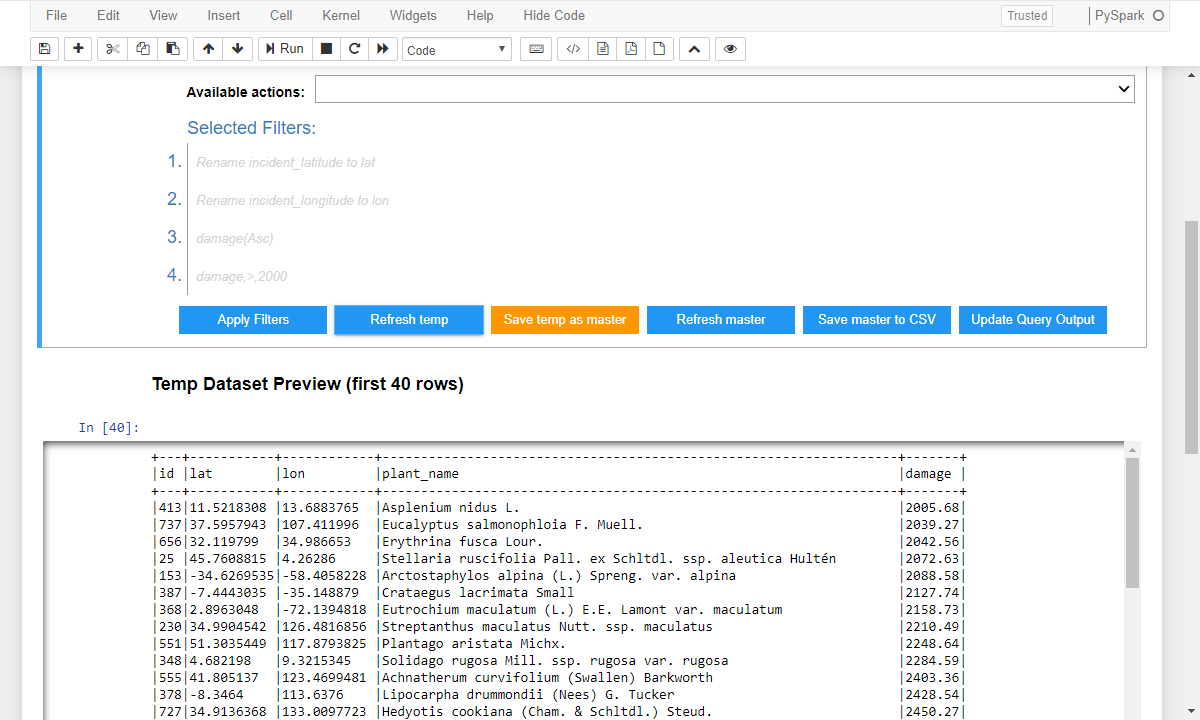 File Edit View Insert Cell Kernel Widgets Help Hide Code Trusted PySpark
Run Code
Available actions:
Selected Filters:
1. Rename incident_latitude to lat
2. Rename incident_longitude to lon
3. damage(Asc)
4. damage,>,2000
Apply Filters Refresh temp Save temp as master Refresh master Save master to CSV Update Query Output
Temp Dataset Preview (first 40 rows)
In [40]:
+---+-----------+-----------+--------------------------------------------------------------------+-------+
|id |lat |lon |plant_name |damage |
+---+-----------+-----------+--------------------------------------------------------------------+-------+
|413|11.5218308 |13.6883765 |Asplenium nidus L. |2005.68|
|737|37.5957943 |107.411996 |Eucalyptus salmonophloia F. Muell. |2039.27|
|656|32.119799 |34.986653 |Erythrina fusca Lour. |2042.56|
|25 |45.7608815 |4.26286 |Stellaria ruscifolia Pall. ex Schltdl. ssp. aleutica Hultén |2072.63|
|153|-34.6269535|-58.4058228 |Arctostaphylos alpina (L.) Spreng. var. alpina |2088.58|
|387|-7.4443035 |-35.148879 |Crataegus lacrimata Small |2127.74|
|368|2.8963048 |-72.1394818 |Eutrochium maculatum (L.) E.E. Lamont var. maculatum |2158.73|
|230|34.9904542 |126.4816856 |Streptanthus maculatus Nutt. ssp. maculatus |2210.49|
|551|51.3035449 |117.8793825 |Plantago aristata Michx. |2248.64|
|348|4.682198 |9.3215345 |Solidago rugosa Mill. ssp. rugosa var. rugosa |2284.59|
|555|41.805137 |123.4699481 |Achnatherum curvifolium (Swallen) Barkworth |2403.36|
|378|-8.3464 |113.6376 |Lipocarpha drummondii (Nees) G. Tucker |2428.54|
|727|34.9136368 |133.0097723 |Hedyotis cookiana (Cham. & Schltdl.) Steud. |2450.27|